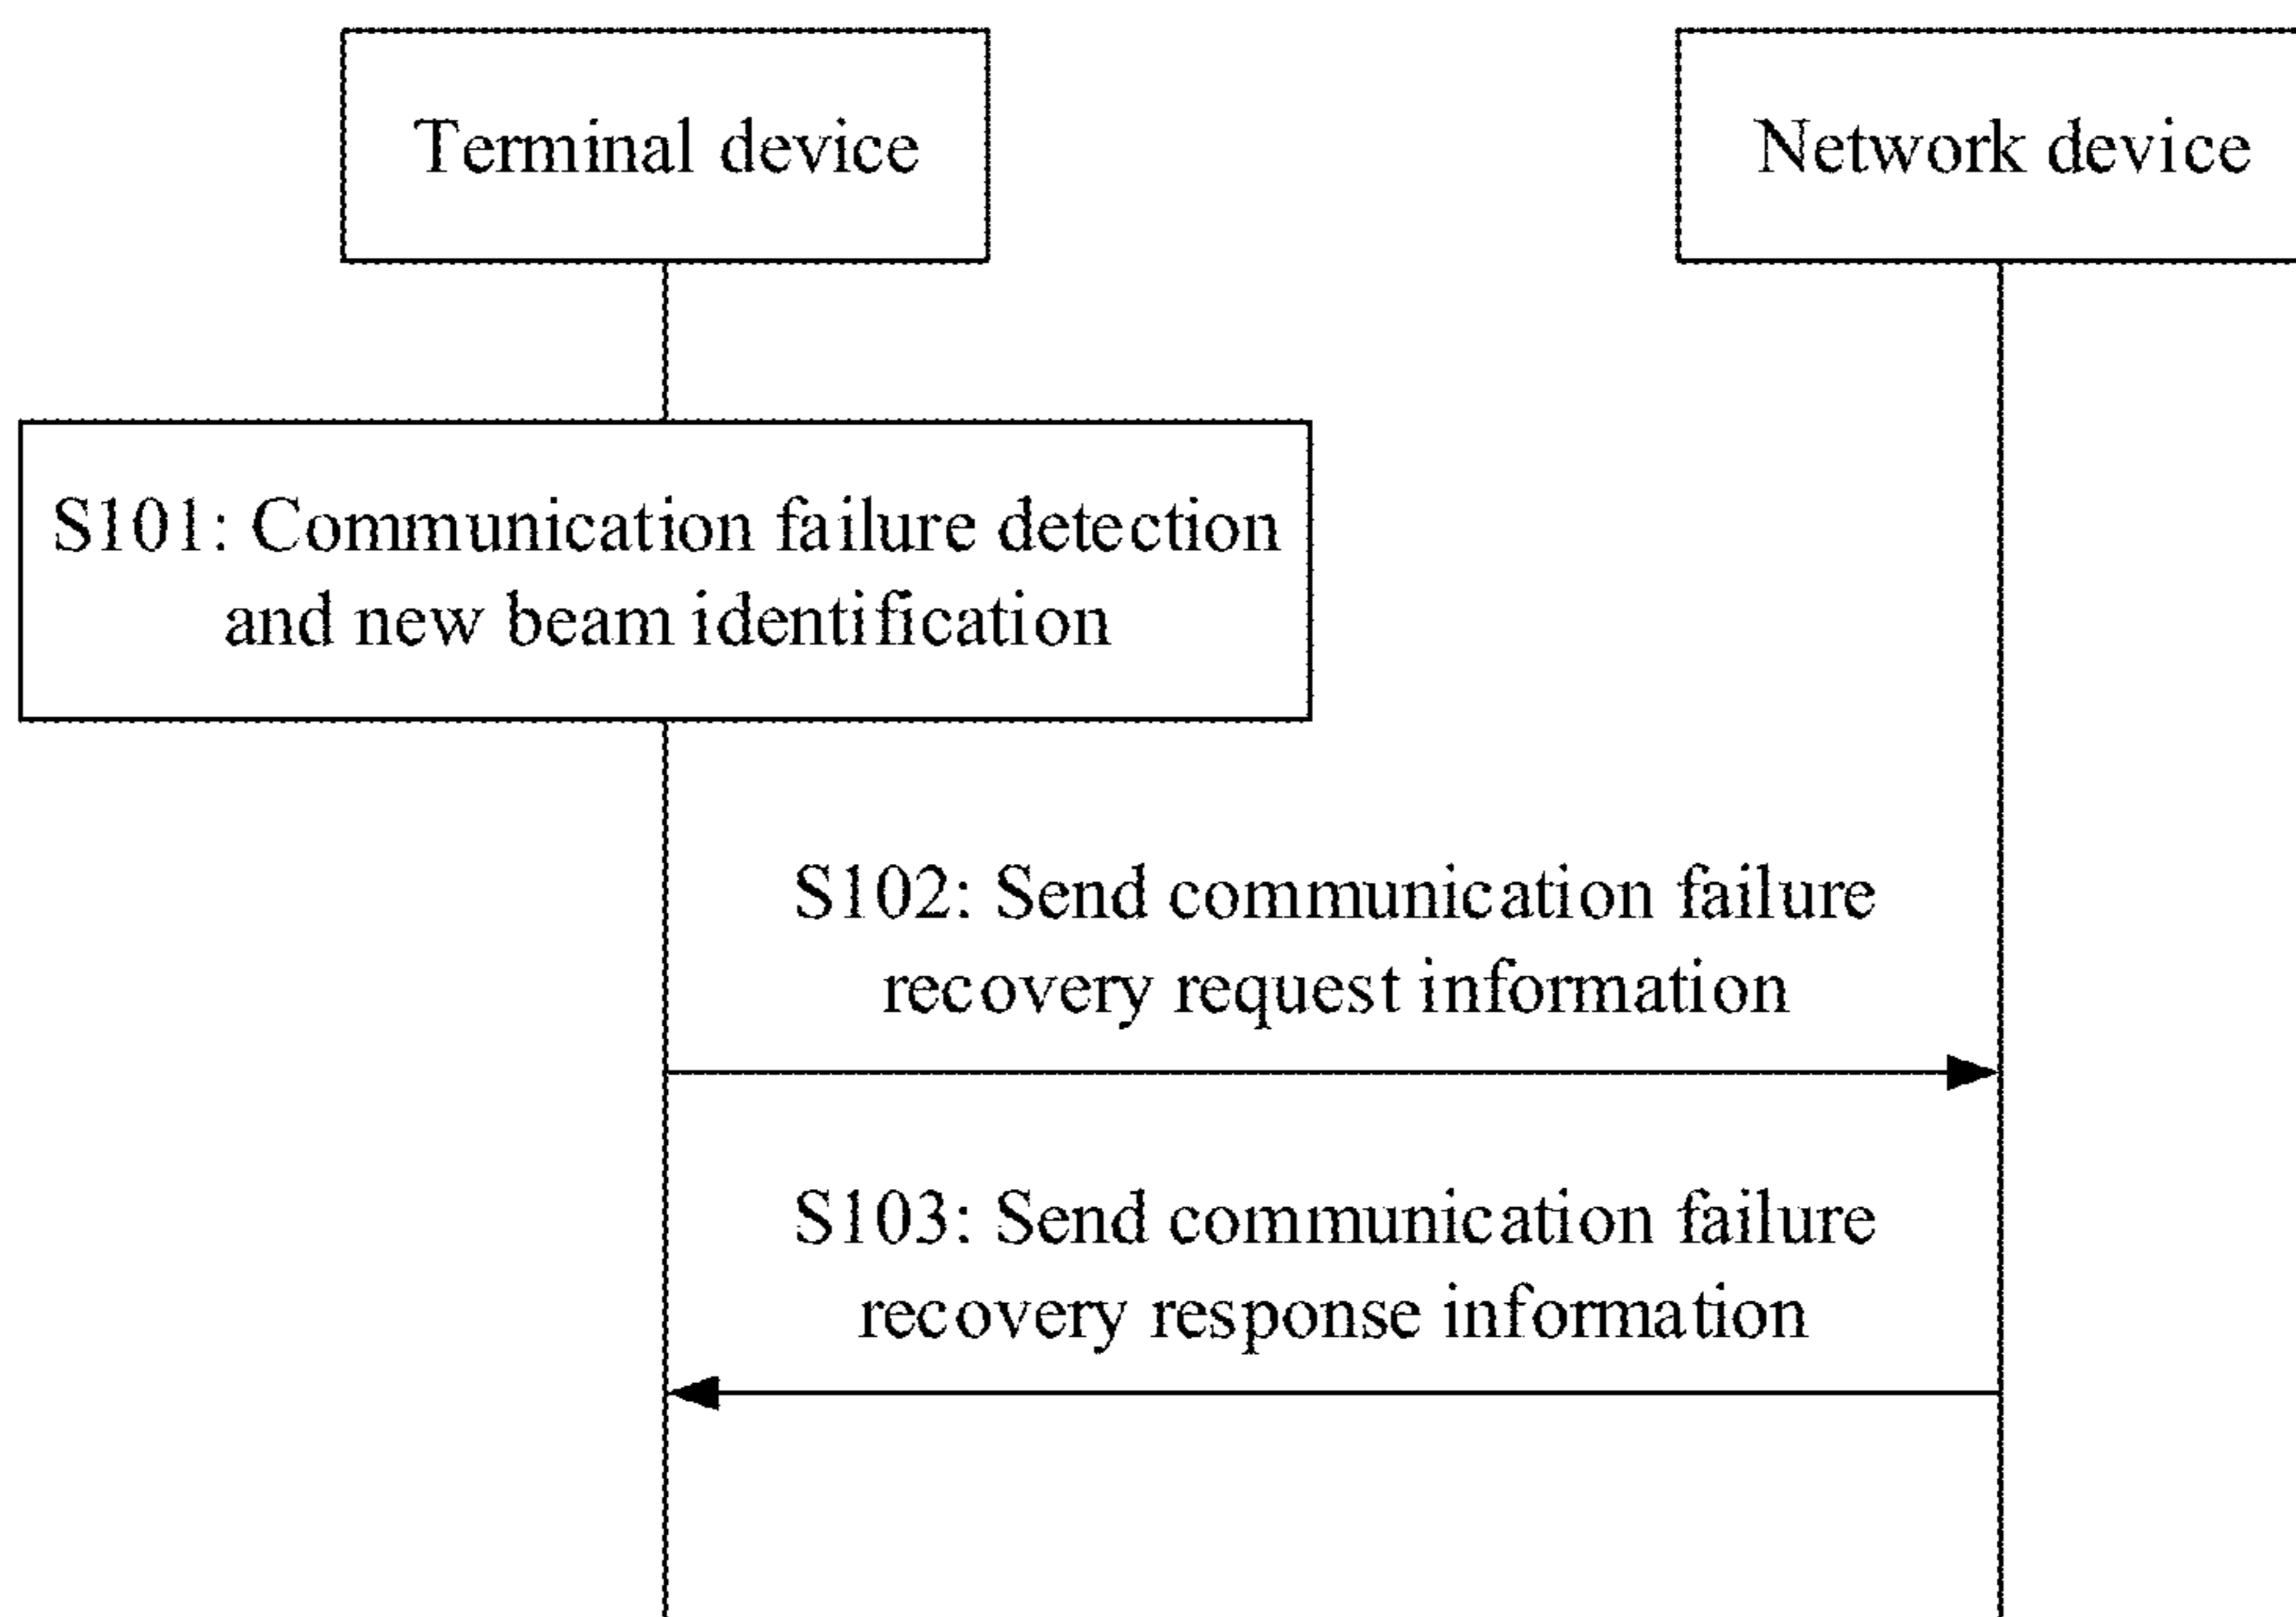 Terminal device
Network device
S101: Communication failure detection
and new beam identification
S102: Send communication failure
recovery request information
S103: Send communication failure
recovery response information